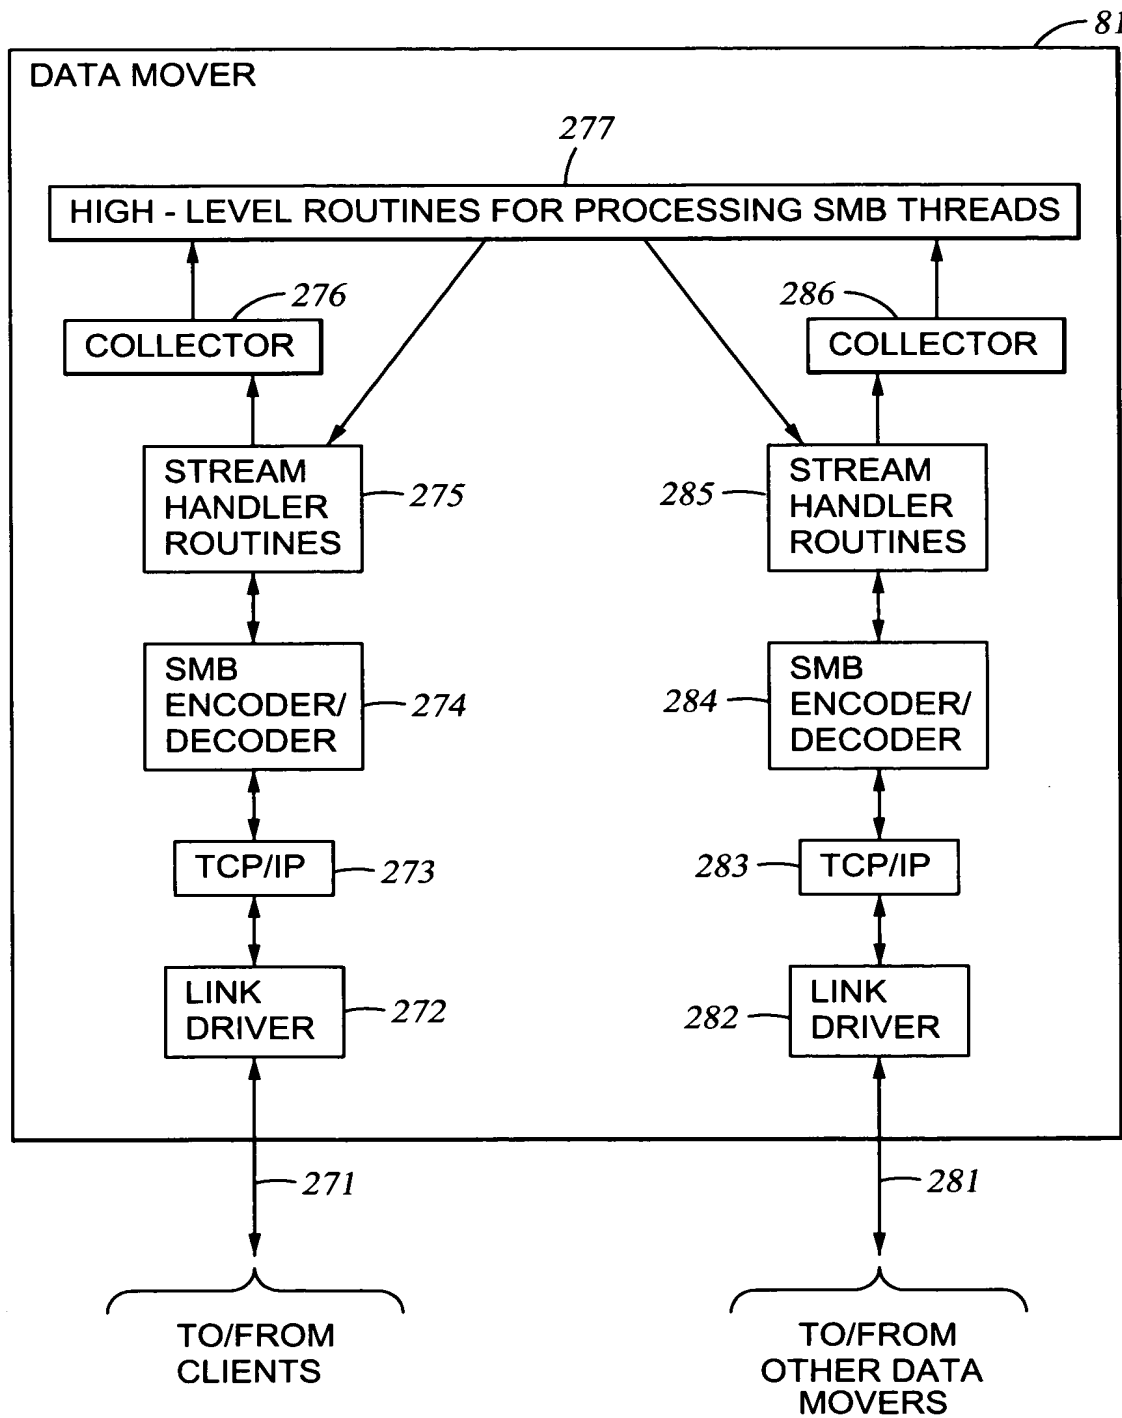 81
DATA MOVER
277
HIGH - LEVEL ROUTINES FOR PROCESSING SMB THREADS
276
286
COLLECTOR
COLLECTOR
STREAM
HANDLER
ROUTINES
275
285
STREAM
HANDLER
ROUTINES
SMB
ENCODER/
DECODER
274
284
SMB
ENCODER/
DECODER
TCP/IP
273
283
TCP/IP
LINK
DRIVER
272
282
LINK
DRIVER
271
281
TO/FROM
CLIENTS
TO/FROM
OTHER DATA
MOVERS